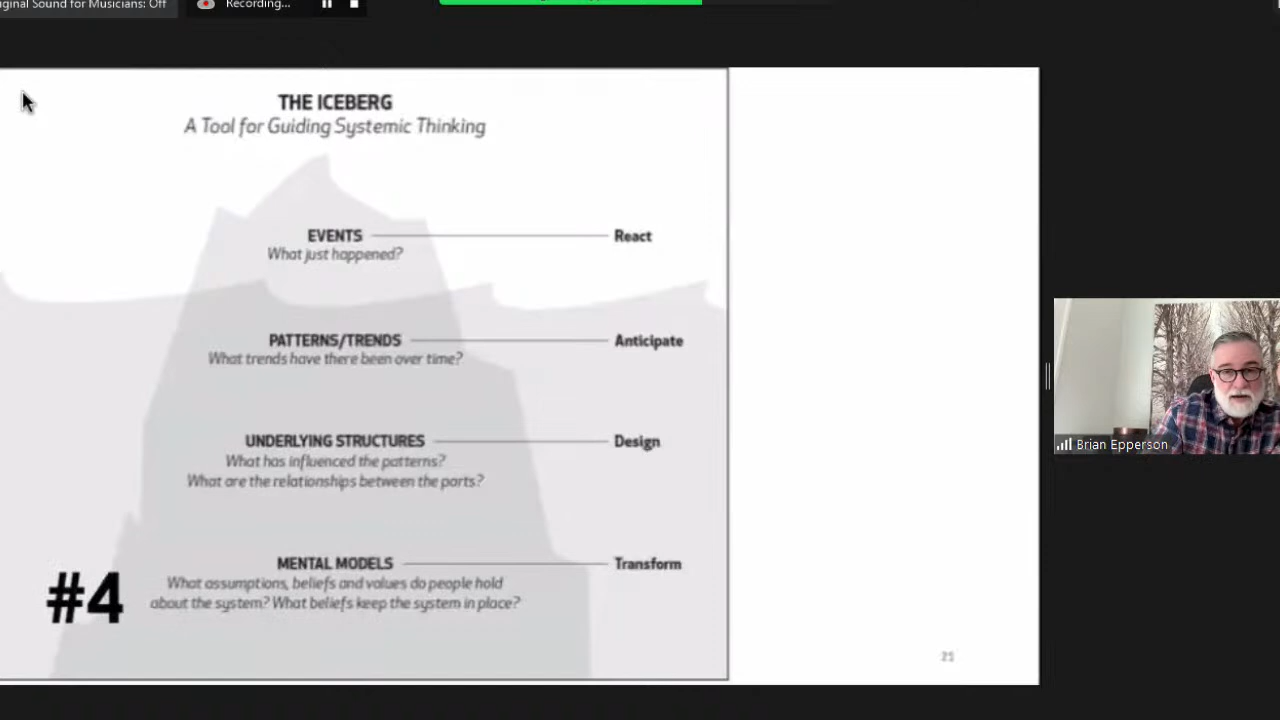 iginal Sound for Musicians: Off
Recording...
THE ICEBERG
A Tool for Guiding Systemic Thinking
EVENTS
React
What just happened?
PATTERNS/TRENDS
Anticipate
What trends have there been over time?
UNDERLYING STRUCTURES
Design
What has influenced the patterns?
What are the relationships between the parts?
MENTAL MODELS
Transform
What assumptions, beliefs and values do people hold
about the system? What beliefs keep the system in place?
#4
Brian Epperson